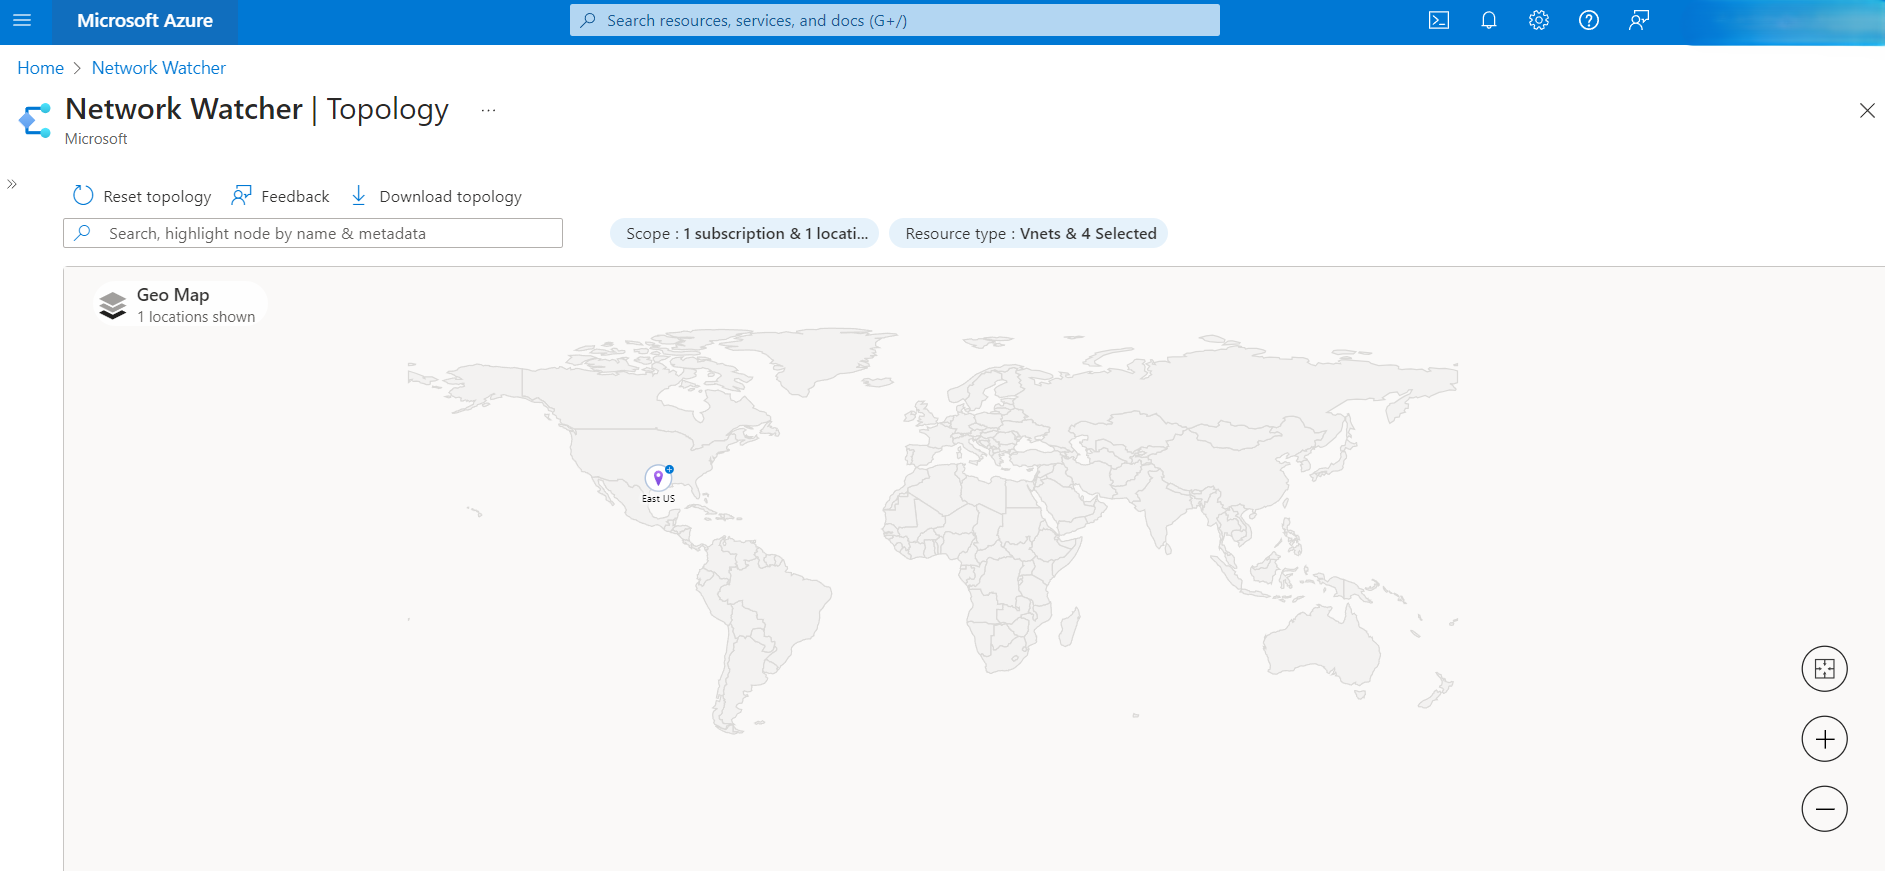 Microsoft Azure
Search resources, services, and docs (G+/)
Home > Network Watcher
Network Watcher | Topology ...
Microsoft
Reset topology
Feedback
Download topology
Search, highlight node by name & metadata
Scope : 1 subscription & 1 locati...
Resource type : Vnets & 4 Selected
Geo Map
1 locations shown
East US